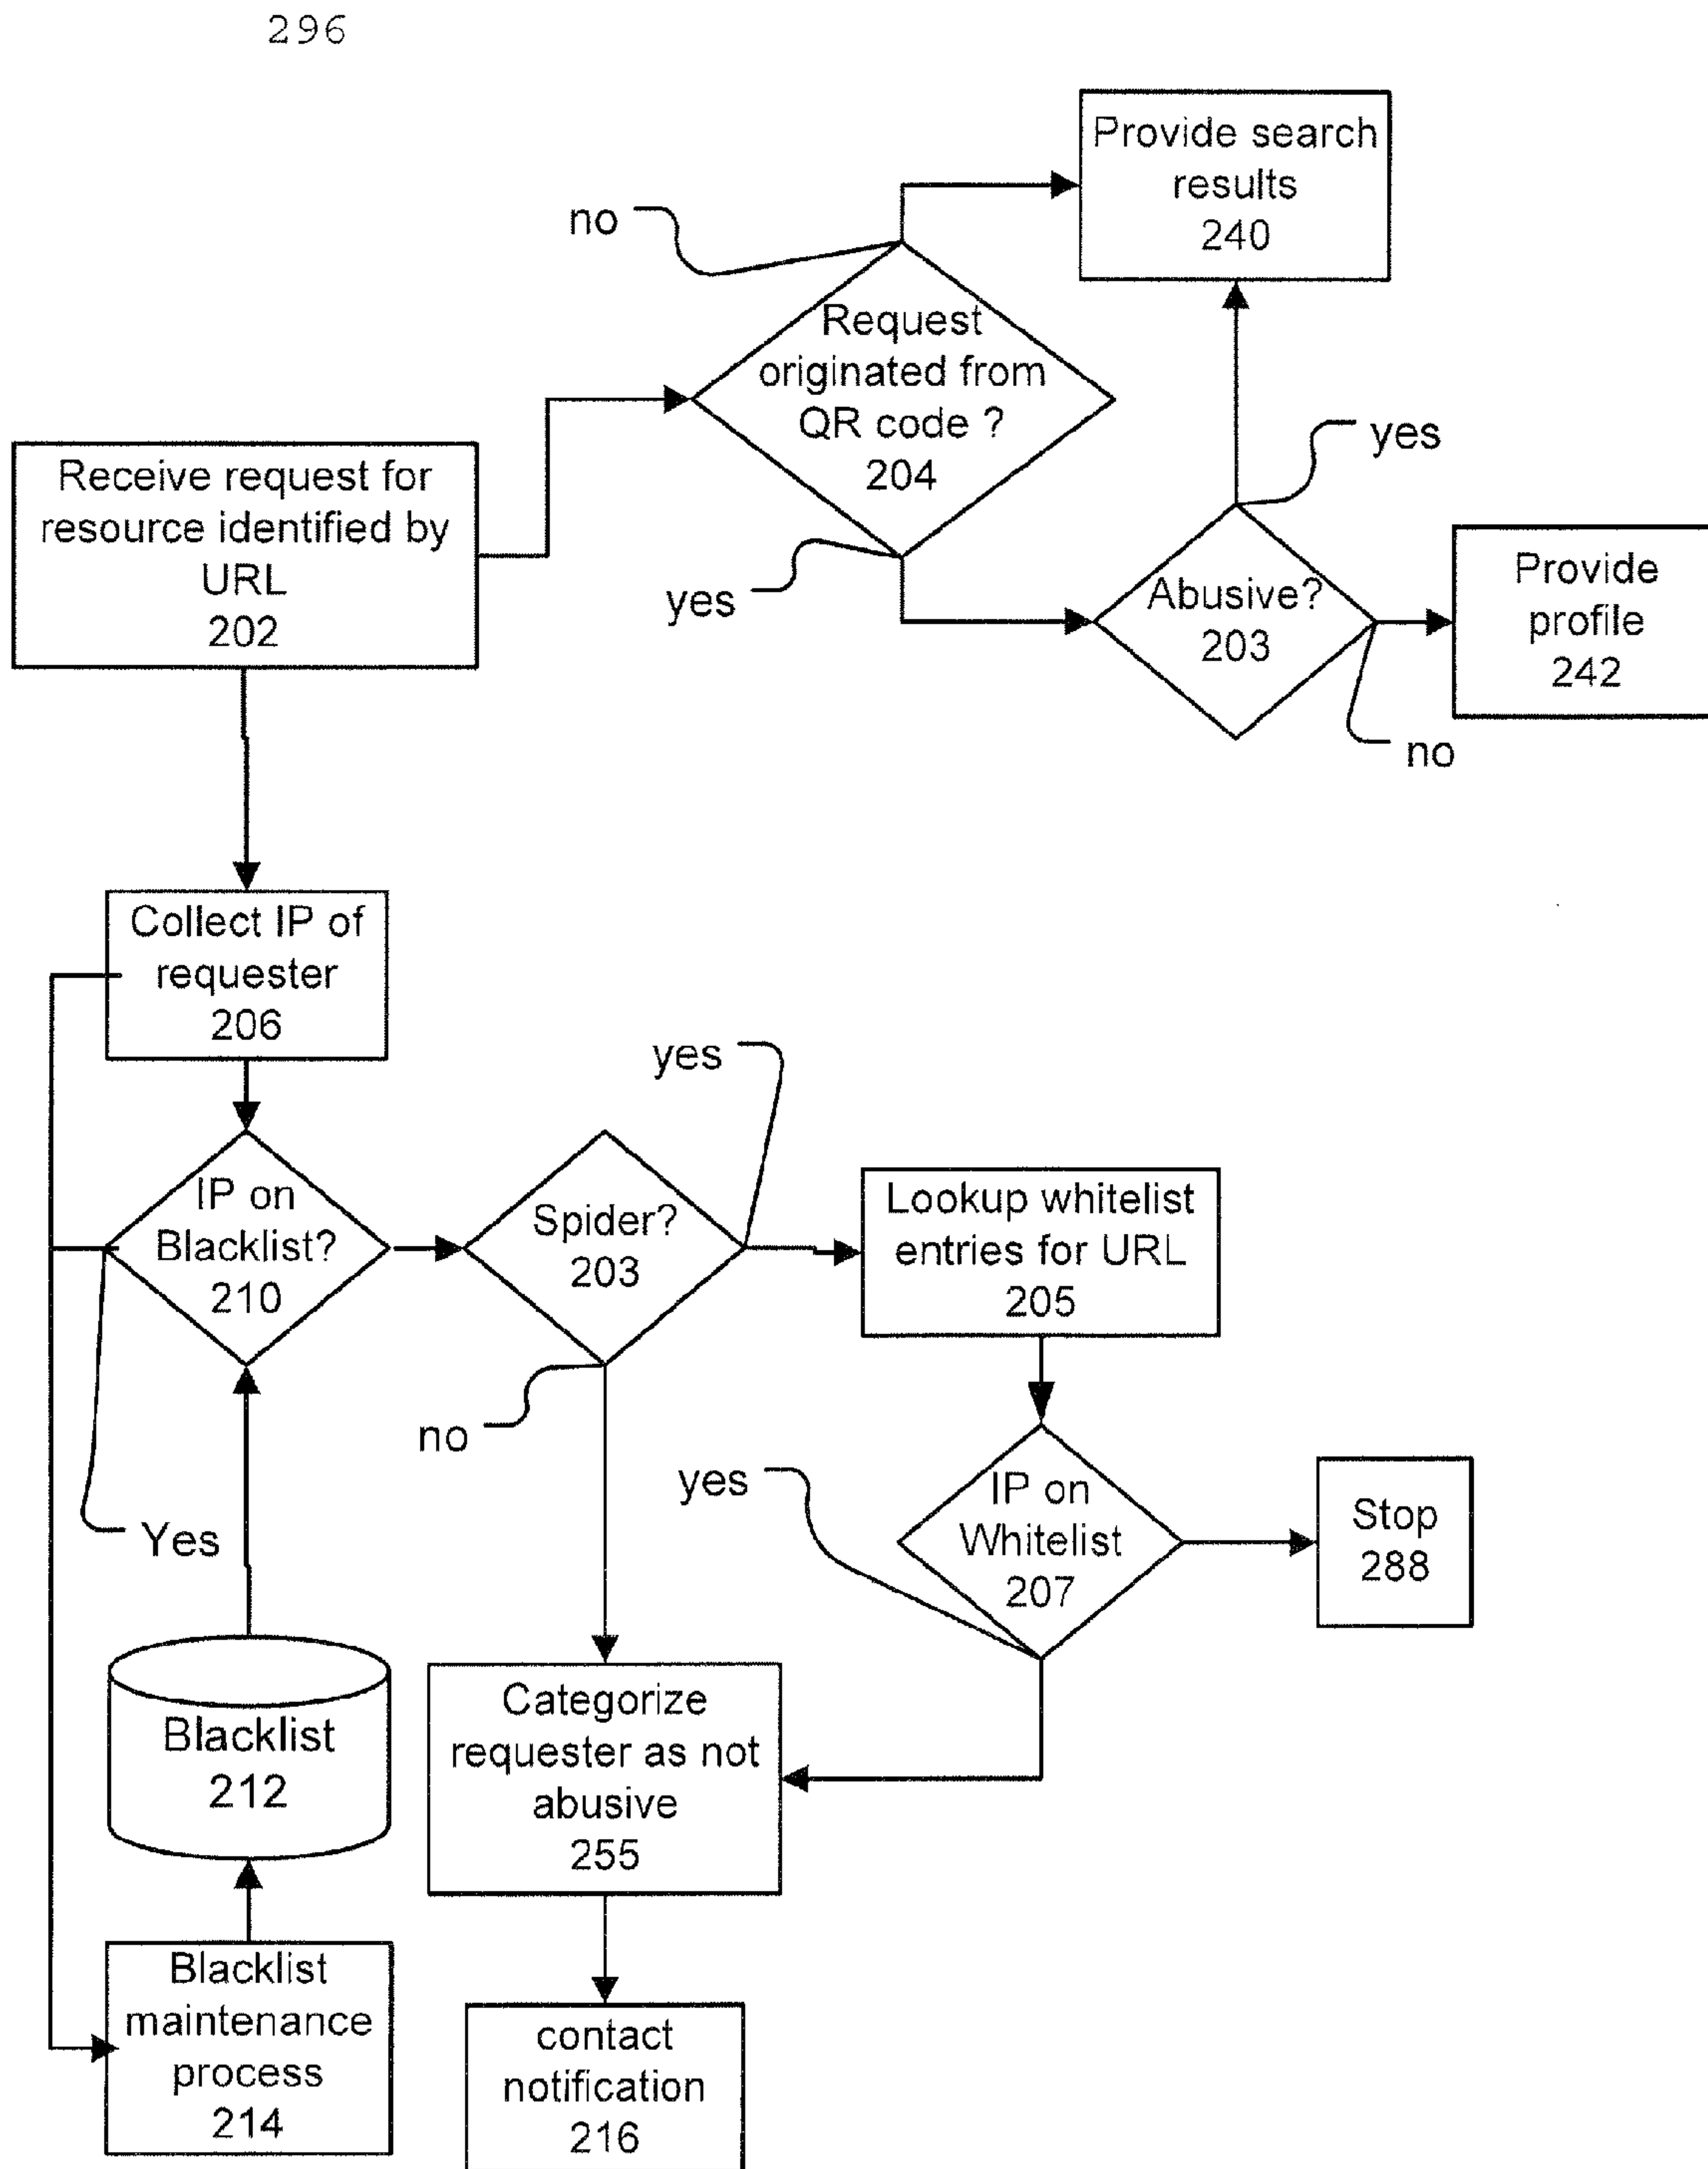 296
Provide search
results
240
no
Request
originated from
QR code ?
204
yes
Receive request for
resource identified by
URL
202
yes
Abusive?
203
Provide
profile
242
no
Collect IP of
requester
206
yes
IP on
Blacklist?
210
Spider?
203
Lookup whitelist
entries for URL
205
no
yes
IP on
Whitelist
207
Stop
288
Yes
Categorize
requester as not
abusive
255
Blacklist
212
Blacklist
maintenance
process
214
contact
notification
216